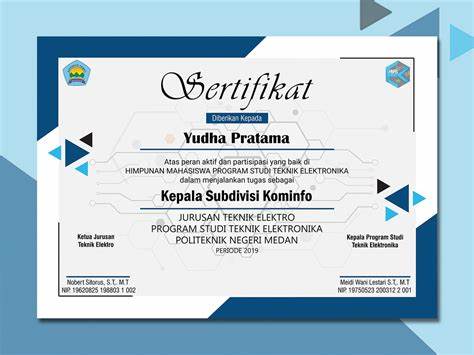 Sertifikat
Diberikan Kepada
Yudha Pratama
Atas peran aktif dan partisipasi yang baik di
HIMPUNAN MAHASISWA PROGRAM STUDI TEKNIK ELEKTRONIKA
dalam menjalankan tugas sebagai
Kepala Subdivisi Kominfo
JURUSAN TEKNIK ELEKTRO
PROGRAM STUDI TEKNIK ELEKTRONIKA
POLITEKNIK NEGERI MEDAN
PERIODE 2019
Ketua Jurusan
Teknik Elektro
Nobert Sitorus, S.T,. M.T
NIP. 19620825 198803 1 002
Kepala Program Studi
Teknik Elektronika
Meidi Wani Lestari S.T,. M.T
NIP. 19750523 200312 2 001